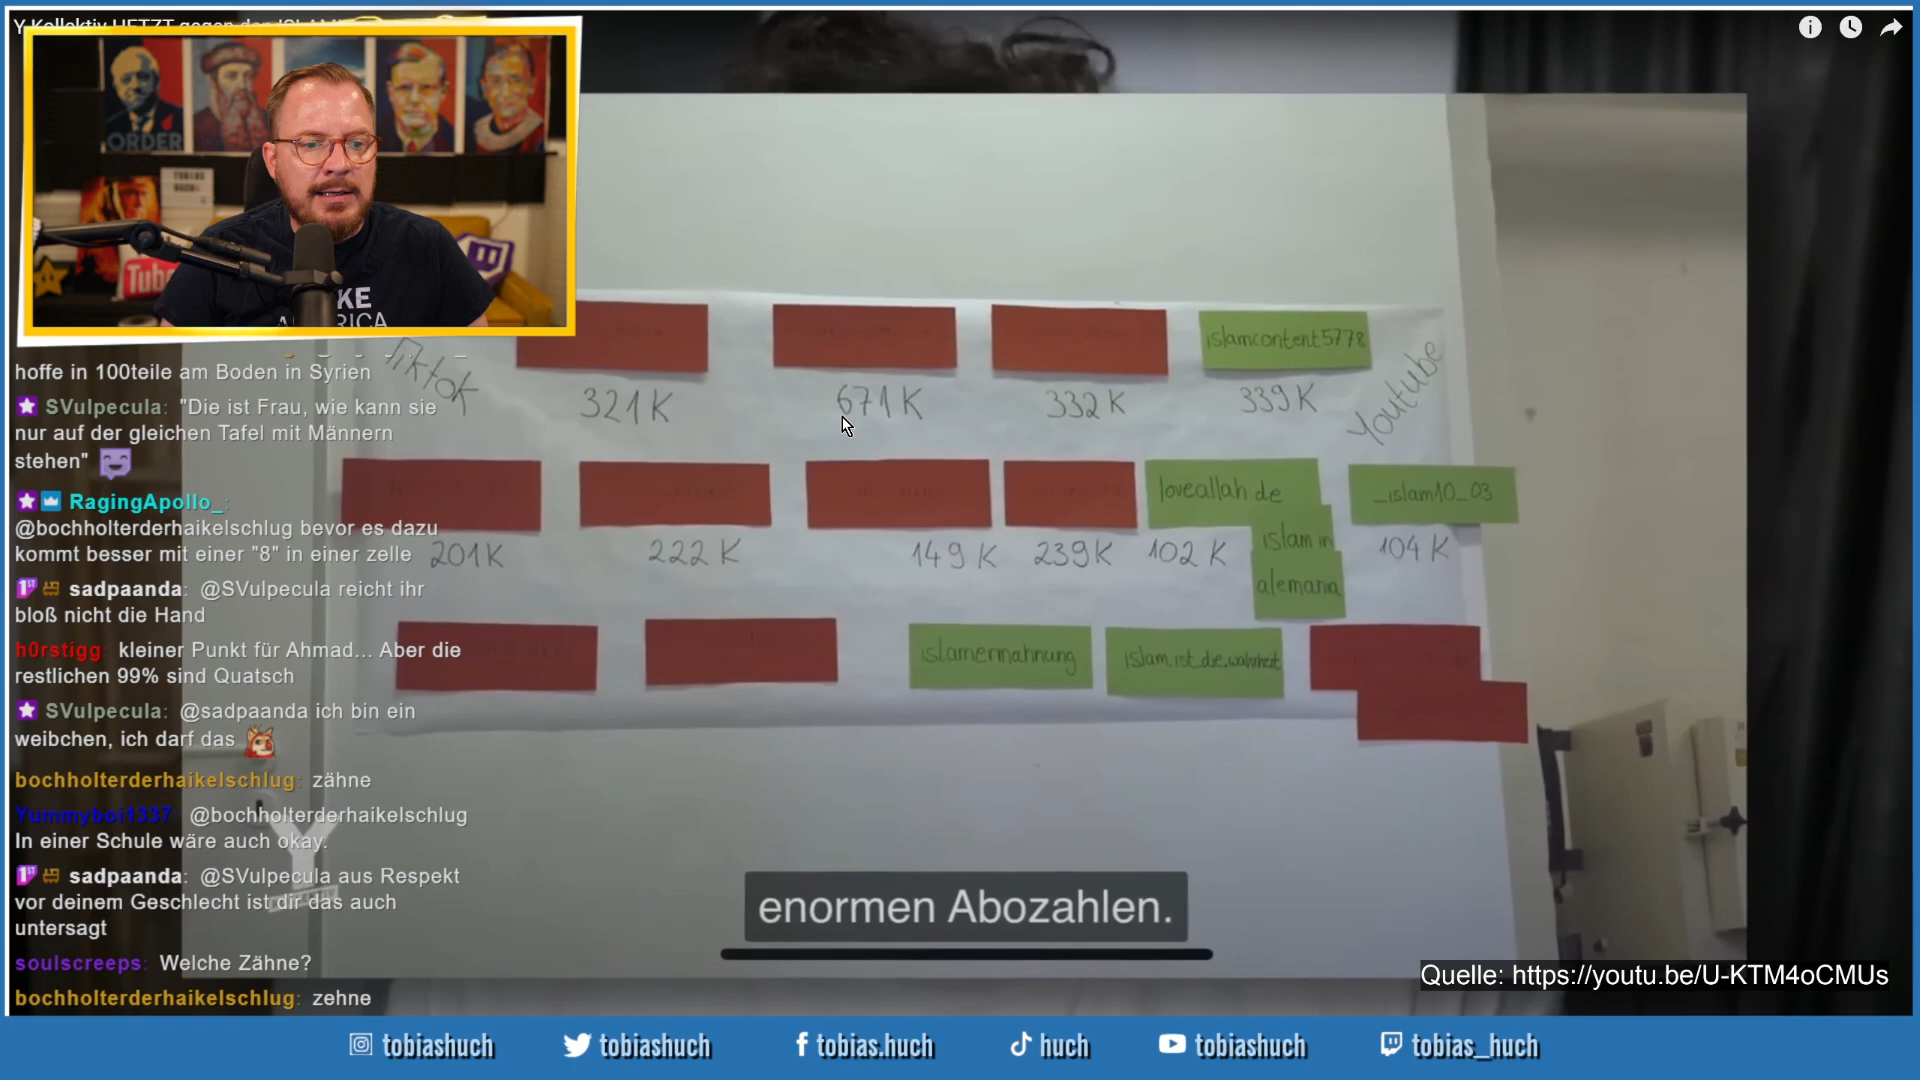 Y-Kollektiv HETZT gegen den ISLAM!
ORDER
TOBIAS
HUCH
Tube
KE
AMERICA
hoffe in 100teile am Boden in Syrien
SVulpecula: "Die ist Frau, wie kann sie
nur auf der gleichen Tafel mit Männern
stehen"
RagingApollo_:
@bochholterderhaikelschlug bevor es dazu
kommt besser mit einer "8" in einer zelle
sadpaanda: @SVulpecula reicht ihr
bloß nicht die Hand
h0rstigg: kleiner Punkt für Ahmad... Aber die
restlichen 99% sind Quatsch
SVulpecula: @sadpaanda ich bin ein
weibchen, ich darf das
bochholterderhaikelschlug: zähne
Yummyboi1337: @bochholterderhaikelschlug
In einer Schule wäre auch okay.
sadpaanda: @SVulpecula aus Respekt
vor deinem Geschlecht ist dir das auch
untersagt
soulscreeps: Welche Zähne?
bochholterderhaikelschlug: zehne
Tiktok
islamcontent5778
321K 671K 332K 339K
Youtube
loveallah.de
_islam10_03
islam in
alemania
201K 222K 149K 239K 102K 104K
islamermahnung
islam.ist.die.wahrheit
Y
enormen Abozahlen.
Quelle: https://youtu.be/U-KTM4oCMUs
tobiashuch tobiashuch tobias.huch huch tobiashuch tobias_huch